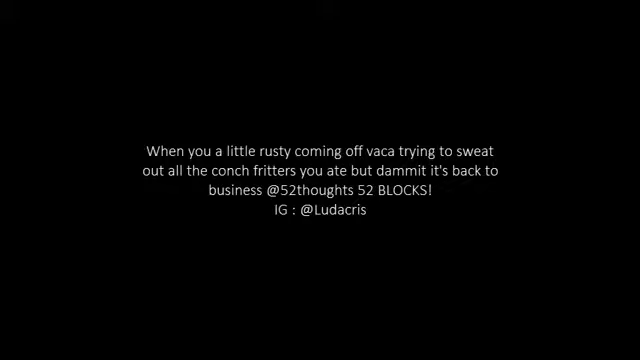 When you a little rusty coming off vaca trying to sweat
out all the conch fritters you ate but dammit it's back to
business @52thoughts 52 BLOCKS!
IG : @Ludacris